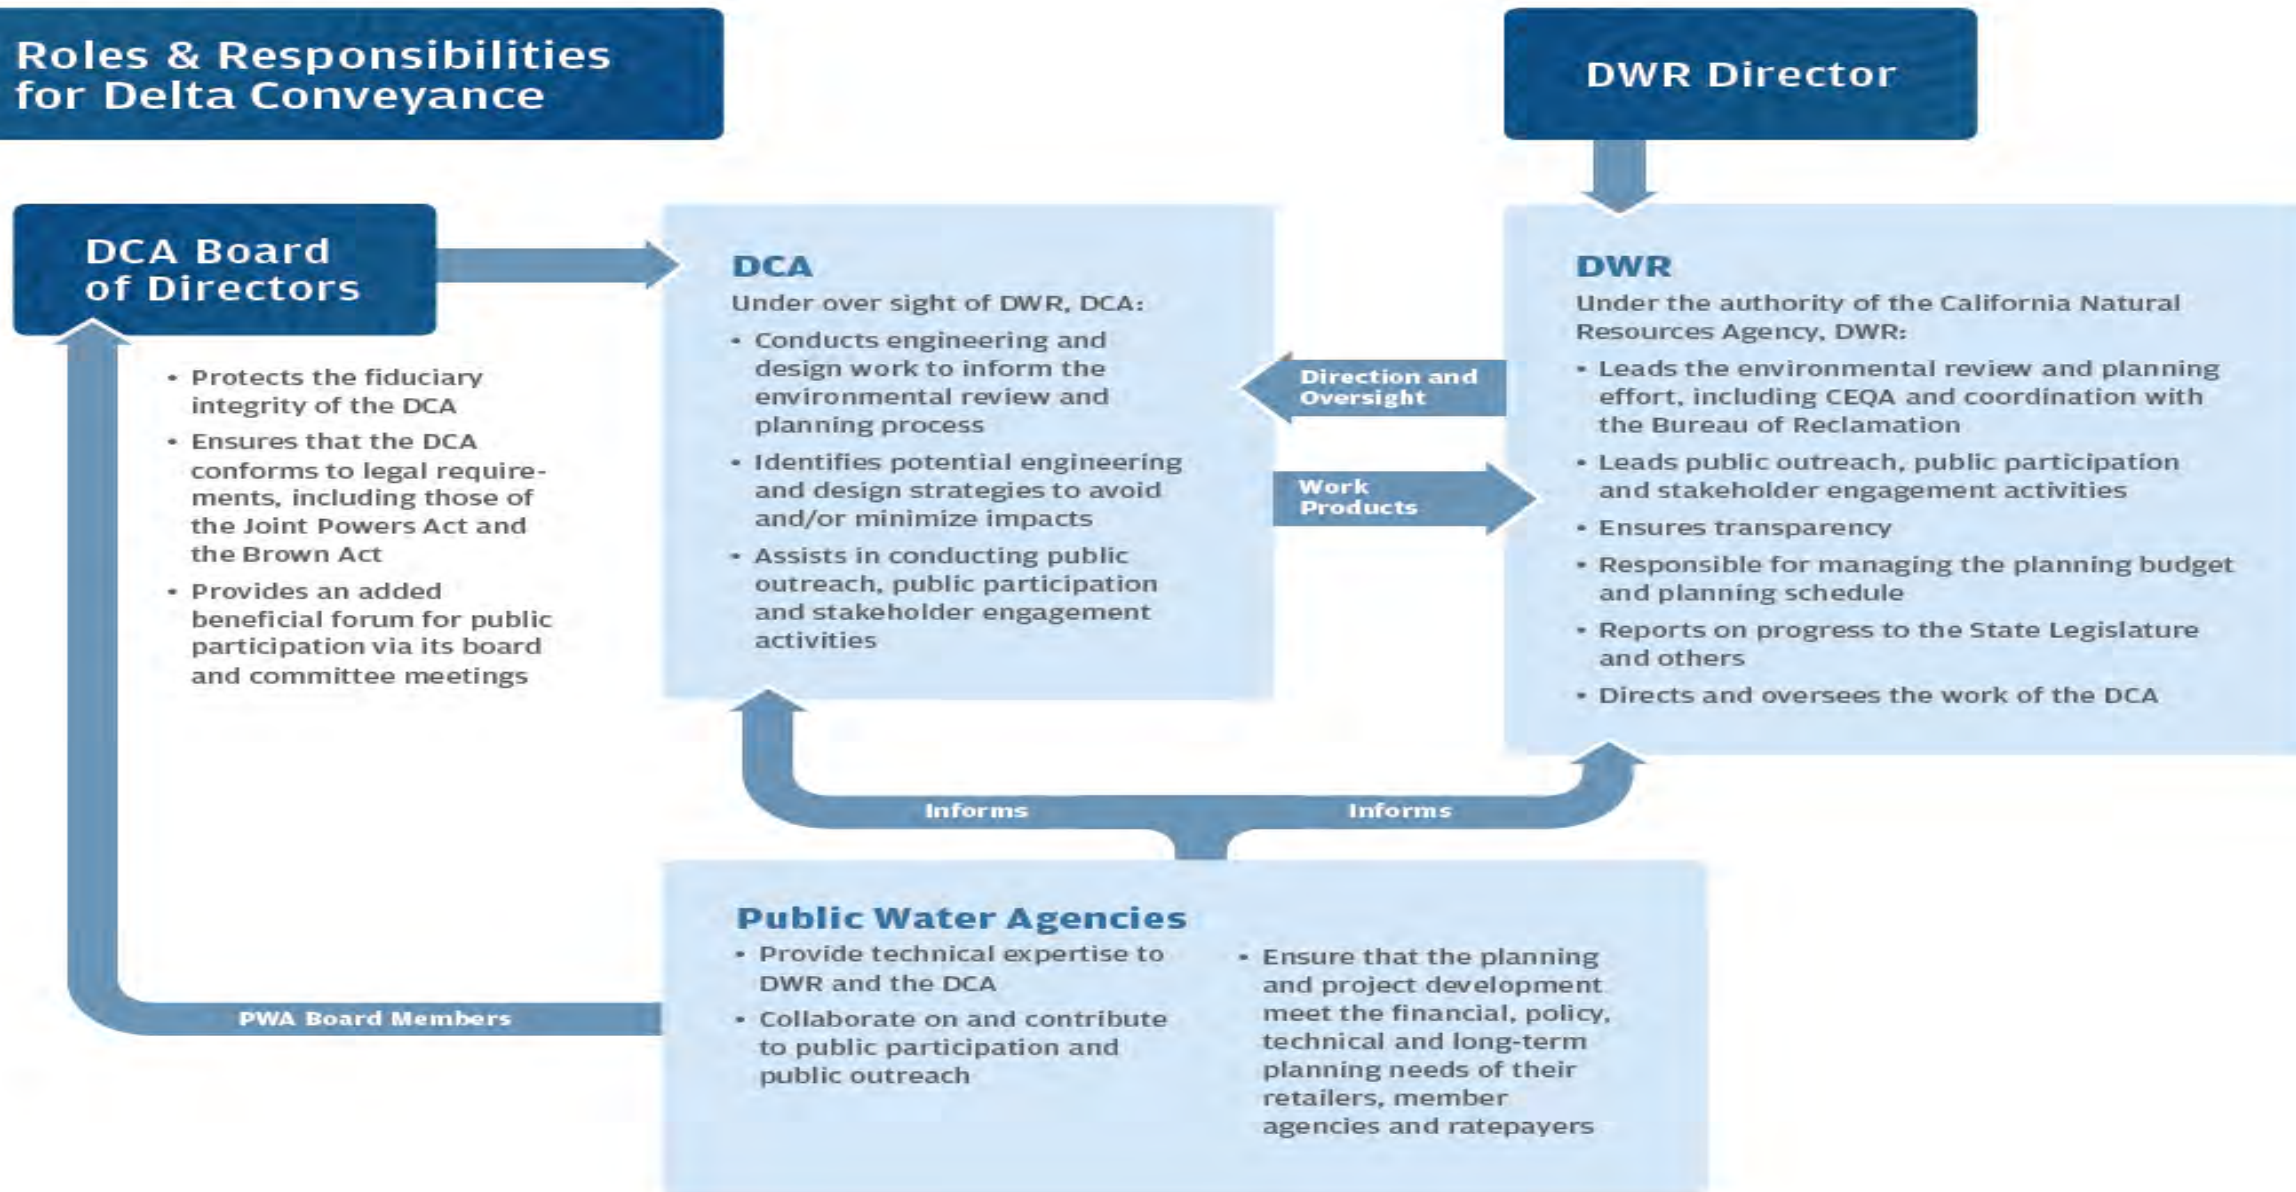 Roles & Responsibilities
for Delta Conveyance
DWR Director
DCA Board
of Directors
• Protects the fiduciary
integrity of the DCA
• Ensures that the DCA
conforms to legal require-
ments, including those of
the Joint Powers Act and
the Brown Act
• Provides an added
beneficial forum for public
participation via its board
and committee meetings
DCA
Under over sight of DWR, DCA:
• Conducts engineering and
design work to inform the
environmental review and
planning process
• Identifies potential engineering
and design strategies to avoid
and/or minimize impacts
• Assists in conducting public
outreach, public participation
and stakeholder engagement
activities
Direction and
Oversight
Work
Products
DWR
Under the authority of the California Natural
Resources Agency, DWR:
• Leads the environmental review and planning
effort, including CEQA and coordination with
the Bureau of Reclamation
• Leads public outreach, public participation
and stakeholder engagement activities
• Ensures transparency
• Responsible for managing the planning budget
and planning schedule
• Reports on progress to the State Legislature
and others
• Directs and oversees the work of the DCA
Informs
Informs
PWA Board Members
Public Water Agencies
• Provide technical expertise to
DWR and the DCA
• Collaborate on and contribute
to public participation and
public outreach
• Ensure that the planning
and project development
meet the financial, policy,
technical and long-term
planning needs of their
retailers, member
agencies and ratepayers